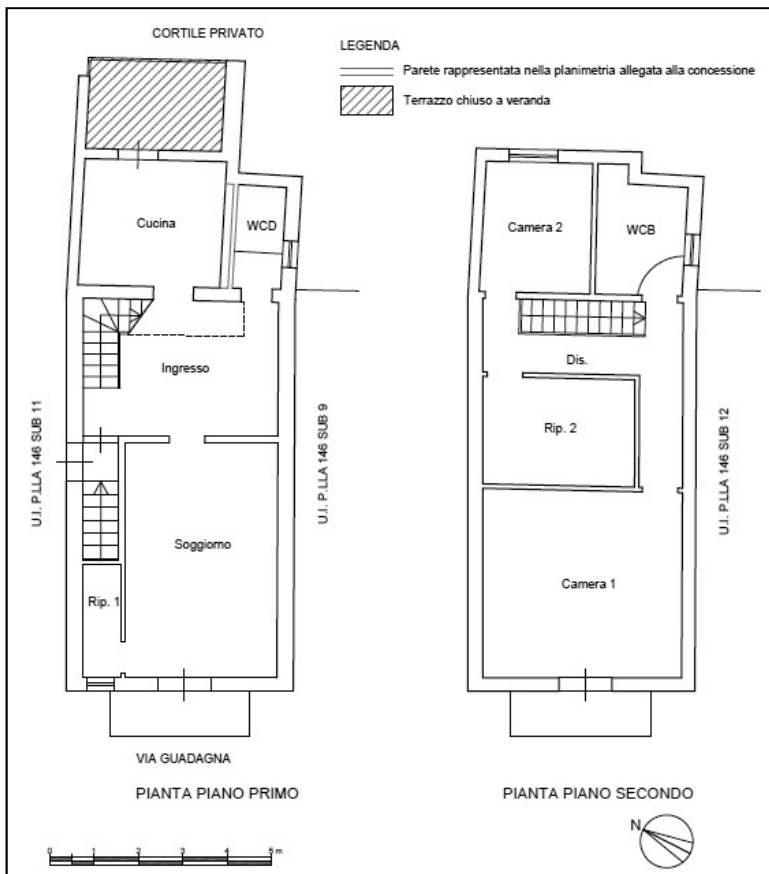 CORTILE PRIVATO
LEGENDA
Parete rappresentata nella planimetria allegata alla concessione
Terrazzo chiuso a veranda
Cucina
WCD
Ingresso
U.I. P.LLA 146 SUB 11
U.I. P.LLA 146 SUB 9
Soggiorno
Rip. 1
VIA GUADAGNA
PIANTA PIANO PRIMO
Camera 2
WCB
Dis.
Rip. 2
U.I. P.LLA 146 SUB 12
Camera 1
PIANTA PIANO SECONDO
N
0 1 2 3 4 5 m